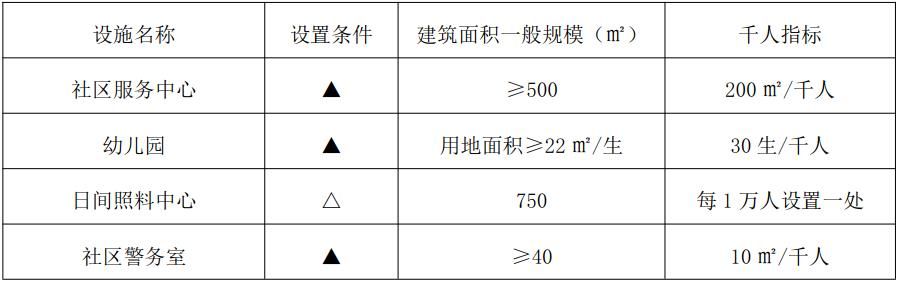 设施名称 设置条件 建筑面积一般规模（㎡） 千人指标
社区服务中心 ▲ ≥500 200 ㎡/千人
幼儿园 ▲ 用地面积≥22 ㎡/生 30 生/千人
日间照料中心 △ 750 每 1 万人设置一处
社区警务室 ▲ ≥40 10 ㎡/千人